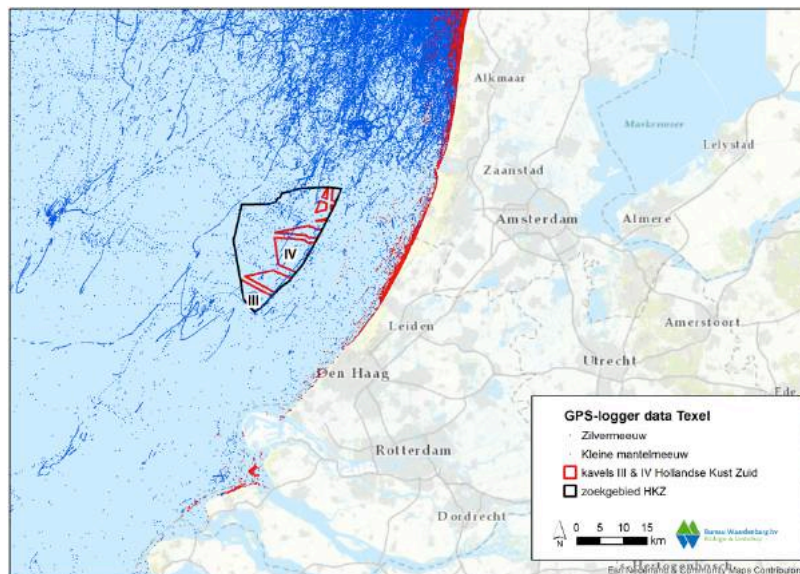 Alkmaar
Markermeer
Lelystad
Zaanstad
Amsterdam
Almere
IV
III
Leiden
Amersfoort
Utrecht
Den Haag
Ede
GPS-logger data Texel
Zilvermeeuw
Kleine mantelmeeuw
kavels III & IV Hollandse Kust Zuid
zoekgebied HKZ
Rotterdam
Dordrecht
N
0 5 10 15
km
Bureau Waardenburg bv
's-Hertogenbosch
Esri Nederland & Community Maps Contributors